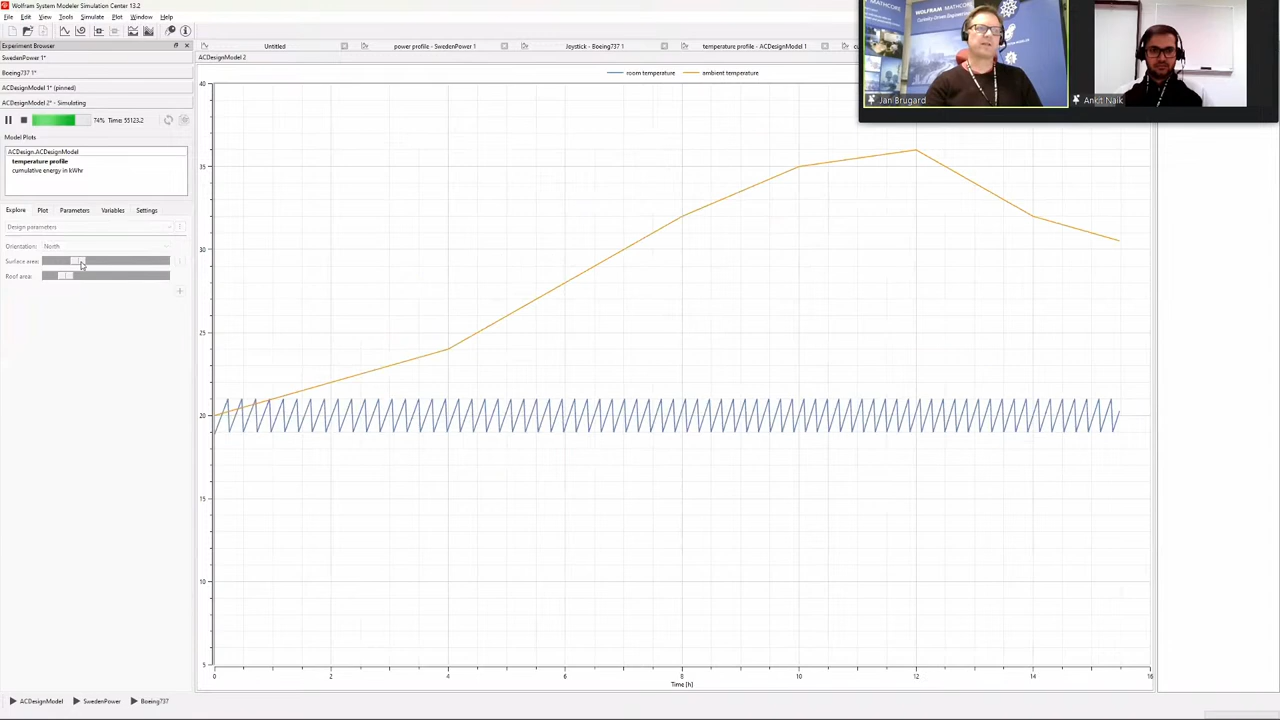 Wolfram System Modeler Simulation Center 13.2
File Edit View Tools Simulate Plot Window Help
Experiment Browser
Untitled
power profile - SwedenPower 1
Joystick - Boeing737 1
temperature profile - ACDesignModel 1
SwedenPower 1*
Boeing737 1*
ACDesignModel 1* (pinned)
ACDesignModel 2* - Simulating
74% Time: 55123.2
Model Plots
ACDesign.ACDesignModel
temperature profile
cumulative energy in kWhr
Explore Plot Parameters Variables Settings
Design parameters
Orientation: North
Surface area:
Roof area:
ACDesignModel 2
room temperature ambient temperature
40
35
30
25
20
15
10
5
0 2 4 6 8 10 12 14 16
Time [h]
WOLFRAM MATHCORE
Jan Brugard
Ankit Naik
ACDesignModel SwedenPower Boeing737